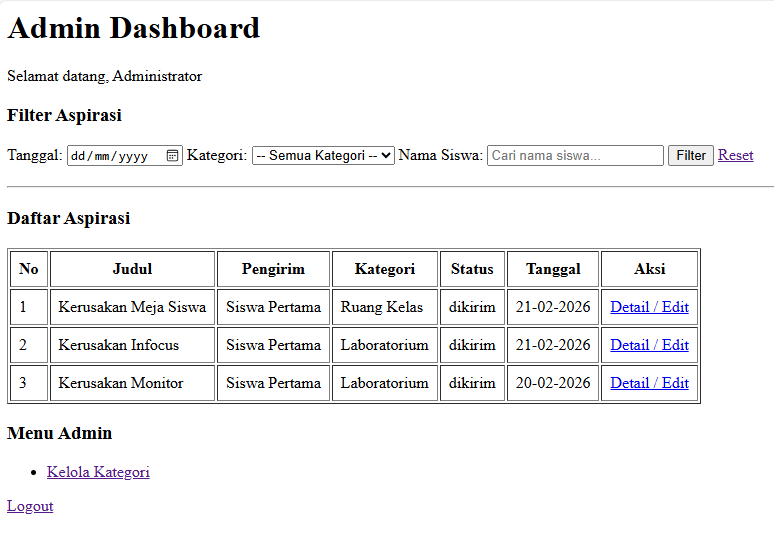 Admin Dashboard
Selamat datang, Administrator
Filter Aspirasi
Tanggal: dd/mm/yyyy Kategori: -- Semua Kategori -- Nama Siswa: Cari nama siswa... Filter Reset
Daftar Aspirasi
No Judul Pengirim Kategori Status Tanggal Aksi
1 Kerusakan Meja Siswa Siswa Pertama Ruang Kelas dikirim 21-02-2026 Detail / Edit
2 Kerusakan Infocus Siswa Pertama Laboratorium dikirim 21-02-2026 Detail / Edit
3 Kerusakan Monitor Siswa Pertama Laboratorium dikirim 20-02-2026 Detail / Edit
Menu Admin
• Kelola Kategori
Logout